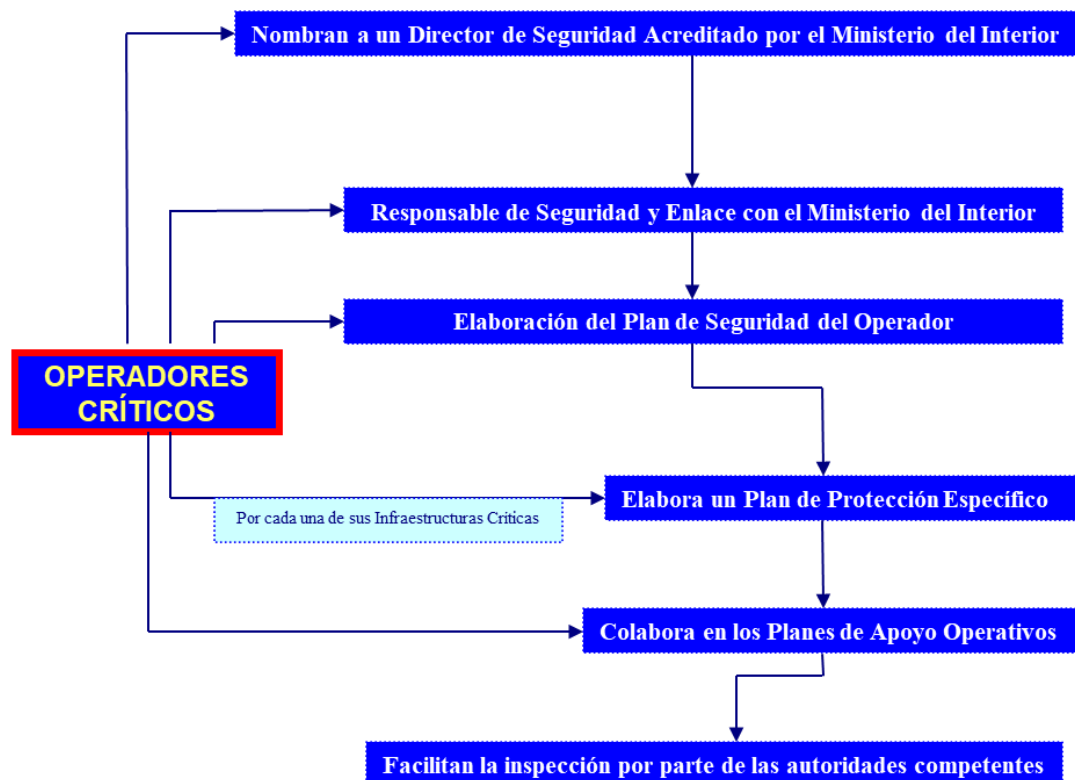 Nombran a un Director de Seguridad Acreditado por el Ministerio del Interior
Responsable de Seguridad y Enlace con el Ministerio del Interior
Elaboración del Plan de Seguridad del Operador
OPERADORES
CRÍTICOS
Elabora un Plan de Protección Específico
Por cada una de sus Infraestructuras Criticas
Colabora en los Planes de Apoyo Operativos
Facilitan la inspección por parte de las autoridades competentes